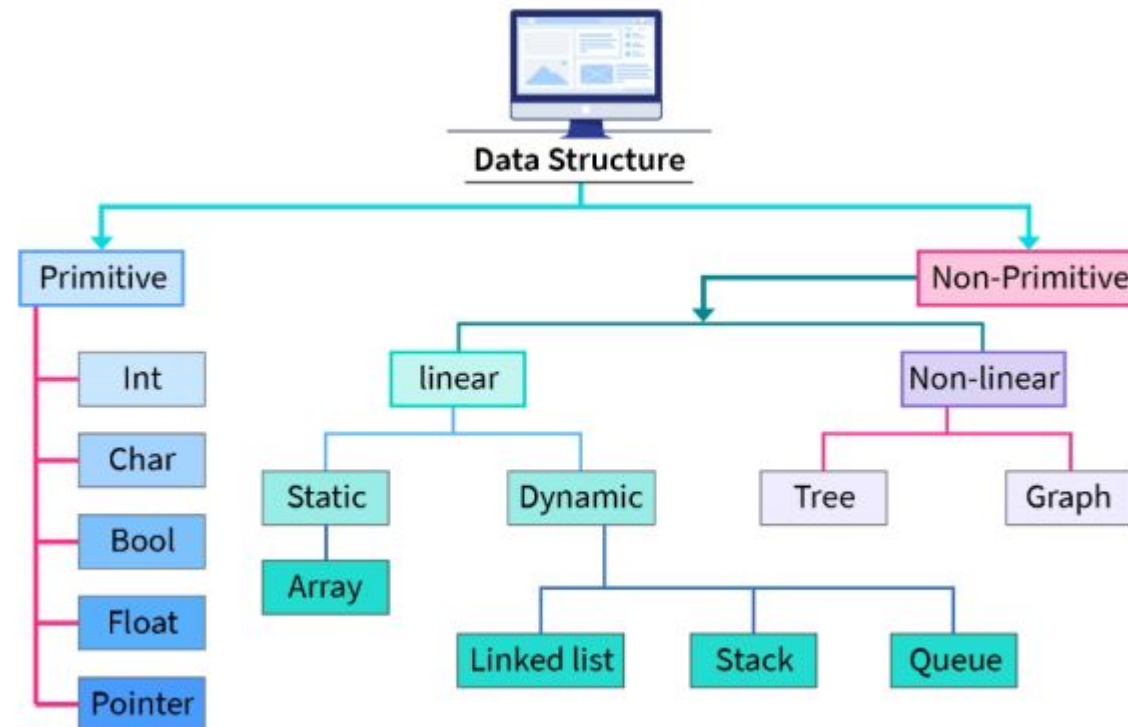 Data Structure
Primitive
Non-Primitive
Int
Char
Bool
Float
Pointer
linear
Non-linear
Static
Dynamic
Tree
Graph
Array
Linked list
Stack
Queue